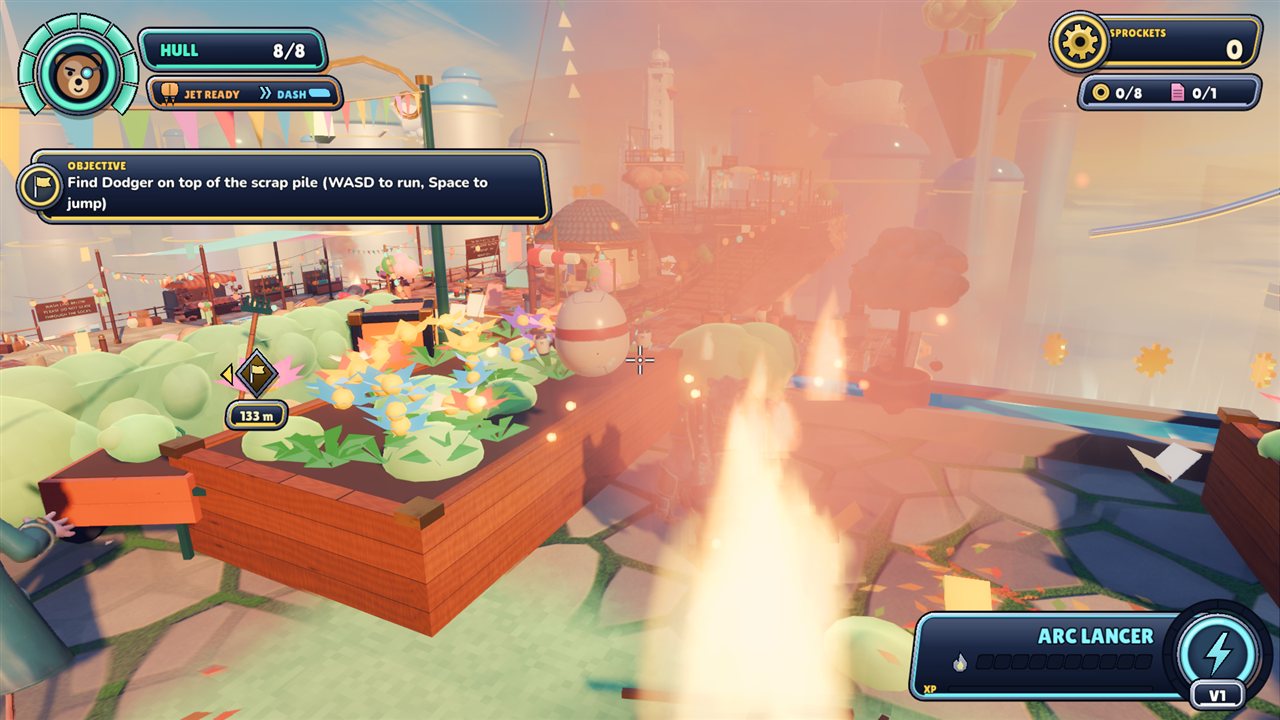 HULL 8/8
JET READY DASH
SPROCKETS
0
0/8 0/1
OBJECTIVE
Find Dodger on top of the scrap pile (WASD to run, Space to
jump)
133 m
ARC LANCER
XP
V1